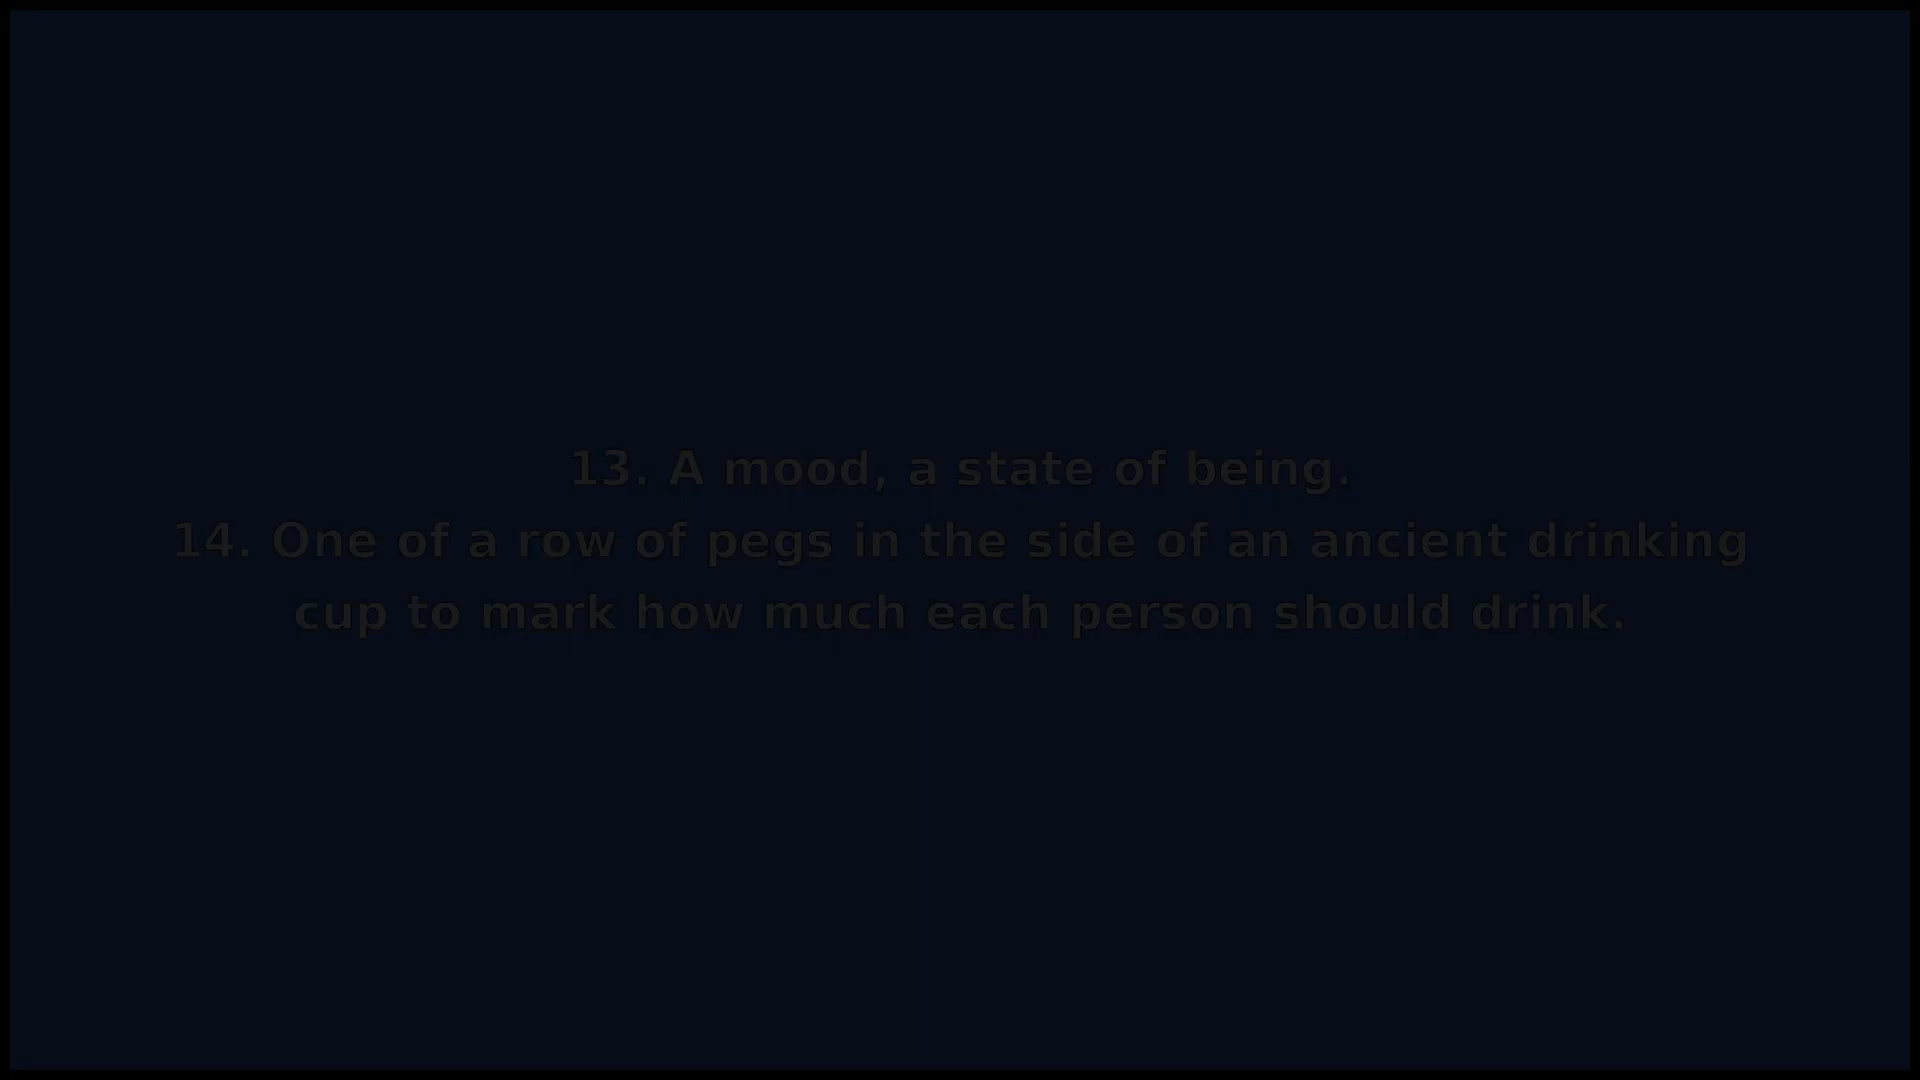 13. A mood, a state of being.
14. One of a row of pegs in the side of an ancient drinking
cup to mark how much each person should drink.